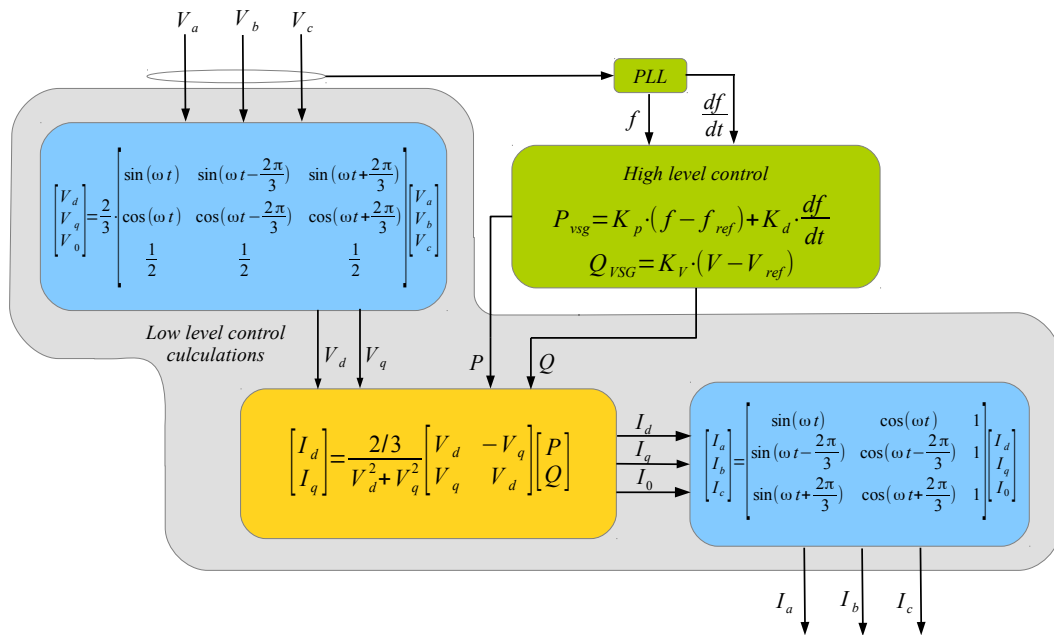 V_a V_b V_c
PLL
f df/dt
[V_d V_q V_0] = 2/3 · [sin(ωt) sin(ωt−2π/3) sin(ωt+2π/3)
cos(ωt) cos(ωt−2π/3) cos(ωt+2π/3)
1/2 1/2 1/2] [V_a V_b V_c]
High level control
P_vsg=K_p·(f−f_ref)+K_d·df/dt
Q_VSG=K_V·(V−V_ref)
Low level control
culculations
V_d V_q
P Q
[I_d I_q] = (2/3)/(V_d^2+V_q^2) [V_d −V_q
V_q V_d] [P Q]
I_d
I_q
I_0
[I_a I_b I_c] = [sin(ωt) cos(ωt) 1
sin(ωt−2π/3) cos(ωt−2π/3) 1
sin(ωt+2π/3) cos(ωt+2π/3) 1] [I_d I_q I_0]
I_a I_b I_c